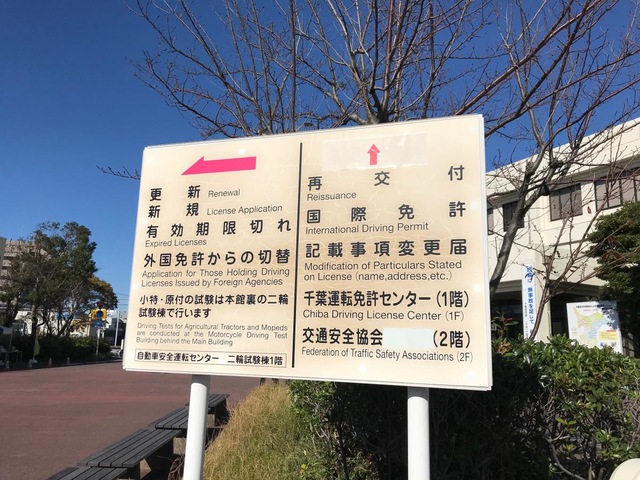 更新 Renewal
新規 License Application
有効期限切れ
Expired Licenses
外国免許からの切替
Application for Those Holding Driving
Licenses Issued by Foreign Agencies
小特・原付の試験は本館裏の二輪
試験棟で行います
Driving Tests for Agricultural Tractors and Mopeds
are conducted at the Motorcycle Driving Test
Building behind the Main Building
自動車安全運転センター 二輪試験棟1階
再交付
Reissuance
国際免許
International Driving Permit
記載事項変更届
Modification of Particulars Stated
on License (name,address,etc.)
千葉運転免許センター(1階)
Chiba Driving License Center (1F)
交通安全協会 (2階)
Federation of Traffic Safety Associations (2F)